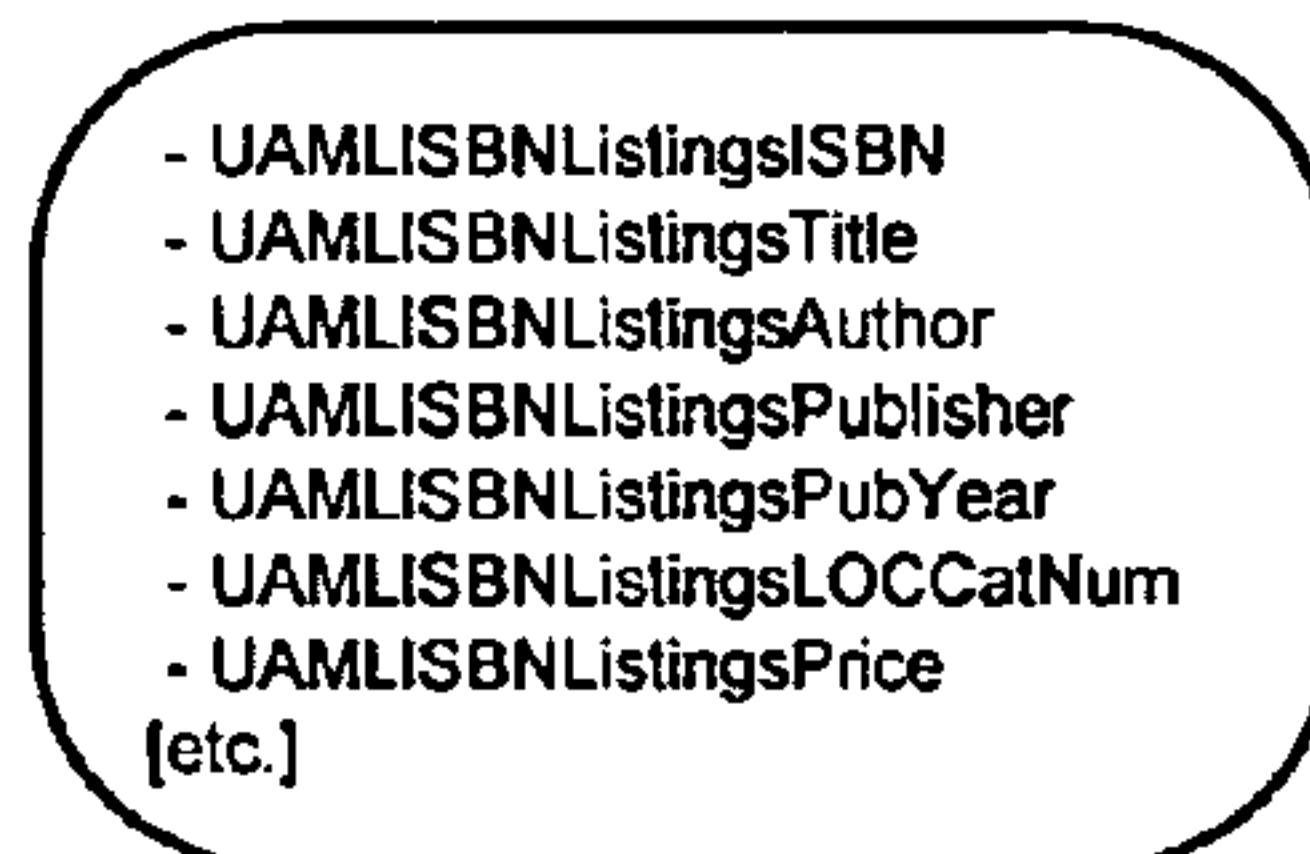 - UAMLISBNListingsISBN
- UAMLISBNListingsTitle
- UAMLISBNListingsAuthor
- UAMLISBNListingsPublisher
- UAMLISBNListingsPubYear
- UAMLISBNListingsLOCCatNum
- UAMLISBNListingsPrice
[etc.]